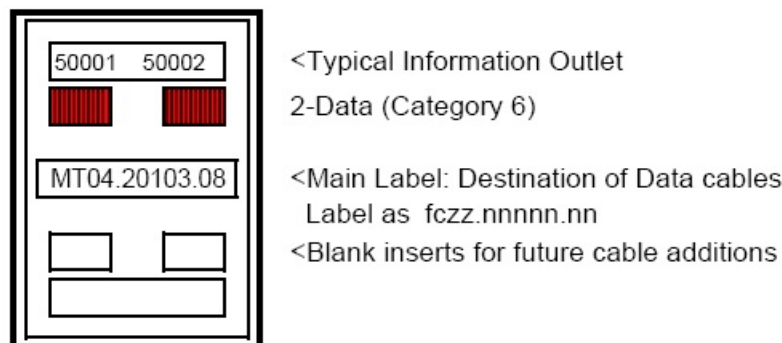 50001 50002
<Typical Information Outlet
2-Data (Category 6)
MT04.20103.08
<Main Label: Destination of Data cables
Label as fczz.nnnnn.nn
<Blank inserts for future cable additions